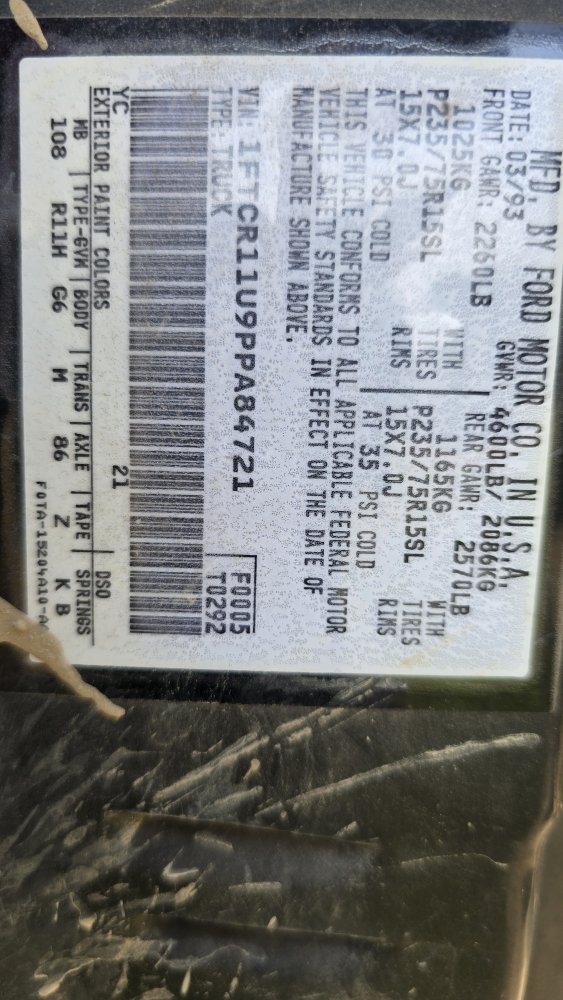 MFD. BY FORD MOTOR CO. IN U.S.A.
DATE: 03/93 GVWR: 4600LB/ 2086KG
FRONT GAWR: 2260LB REAR GAWR: 2570LB
1025KG WITH 1165KG WITH
P235/75R15SL TIRES P235/75R15SL TIRES
15X7.0J RIMS 15X7.0J RIMS
AT 30 PSI COLD AT 35 PSI COLD
THIS VEHICLE CONFORMS TO ALL APPLICABLE FEDERAL MOTOR
VEHICLE SAFETY STANDARDS IN EFFECT ON THE DATE OF
MANUFACTURE SHOWN ABOVE.
VIN: 1FTCR11U9PPA84721 F0005
TYPE: TRUCK T0292
YC 21
EXTERIOR PAINT COLORS DSO
WB | TYPE-GVW | BODY | TRANS | AXLE | TAPE SPRINGS
108 R11H G6 M 86 Z K B